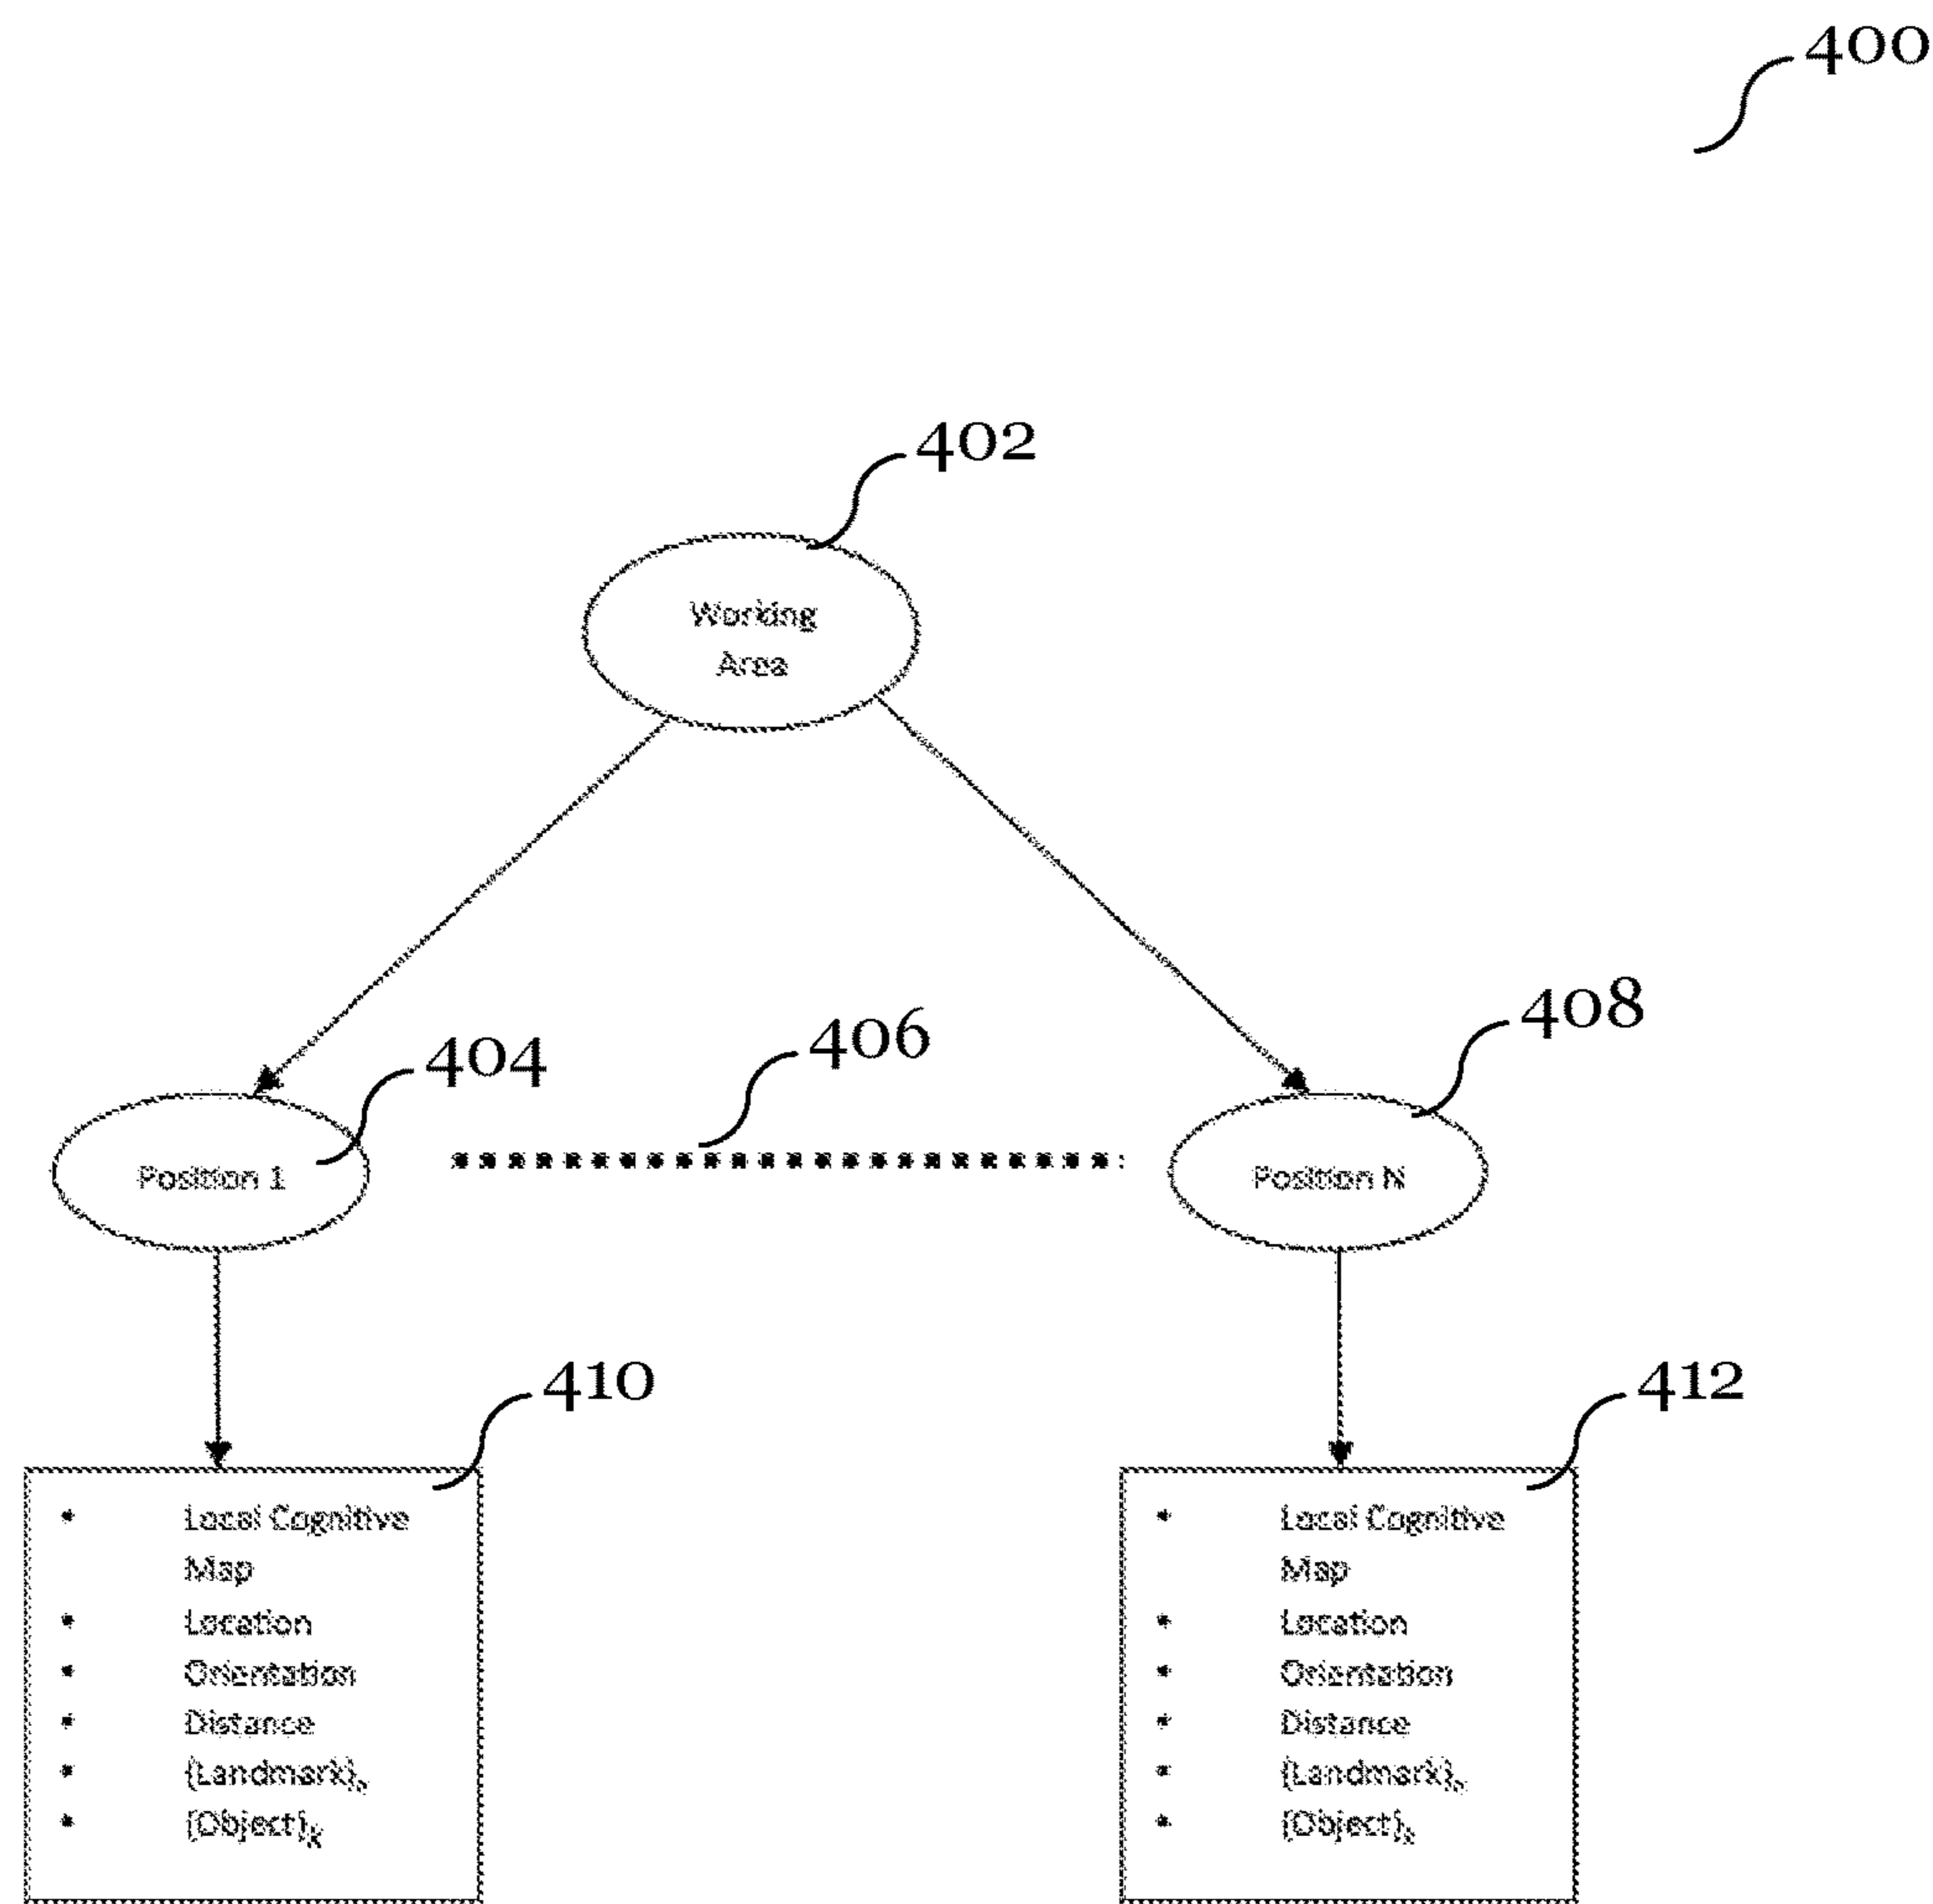 400
402
Working
Area
404
406
408
Position 1
Position N
410
412
• Local Cognitive
Map
• Location
• Orientation
• Distance
• {Landmark}
• {Object}K
• Local Cognitive
Map
• Location
• Orientation
• Distance
• {Landmark}
• {Object}